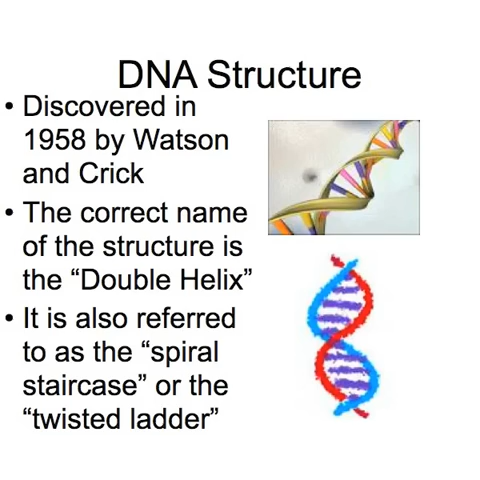 DNA Structure
• Discovered in
1958 by Watson
and Crick
• The correct name
of the structure is
the “Double Helix”
• It is also referred
to as the “spiral
staircase” or the
“twisted ladder”